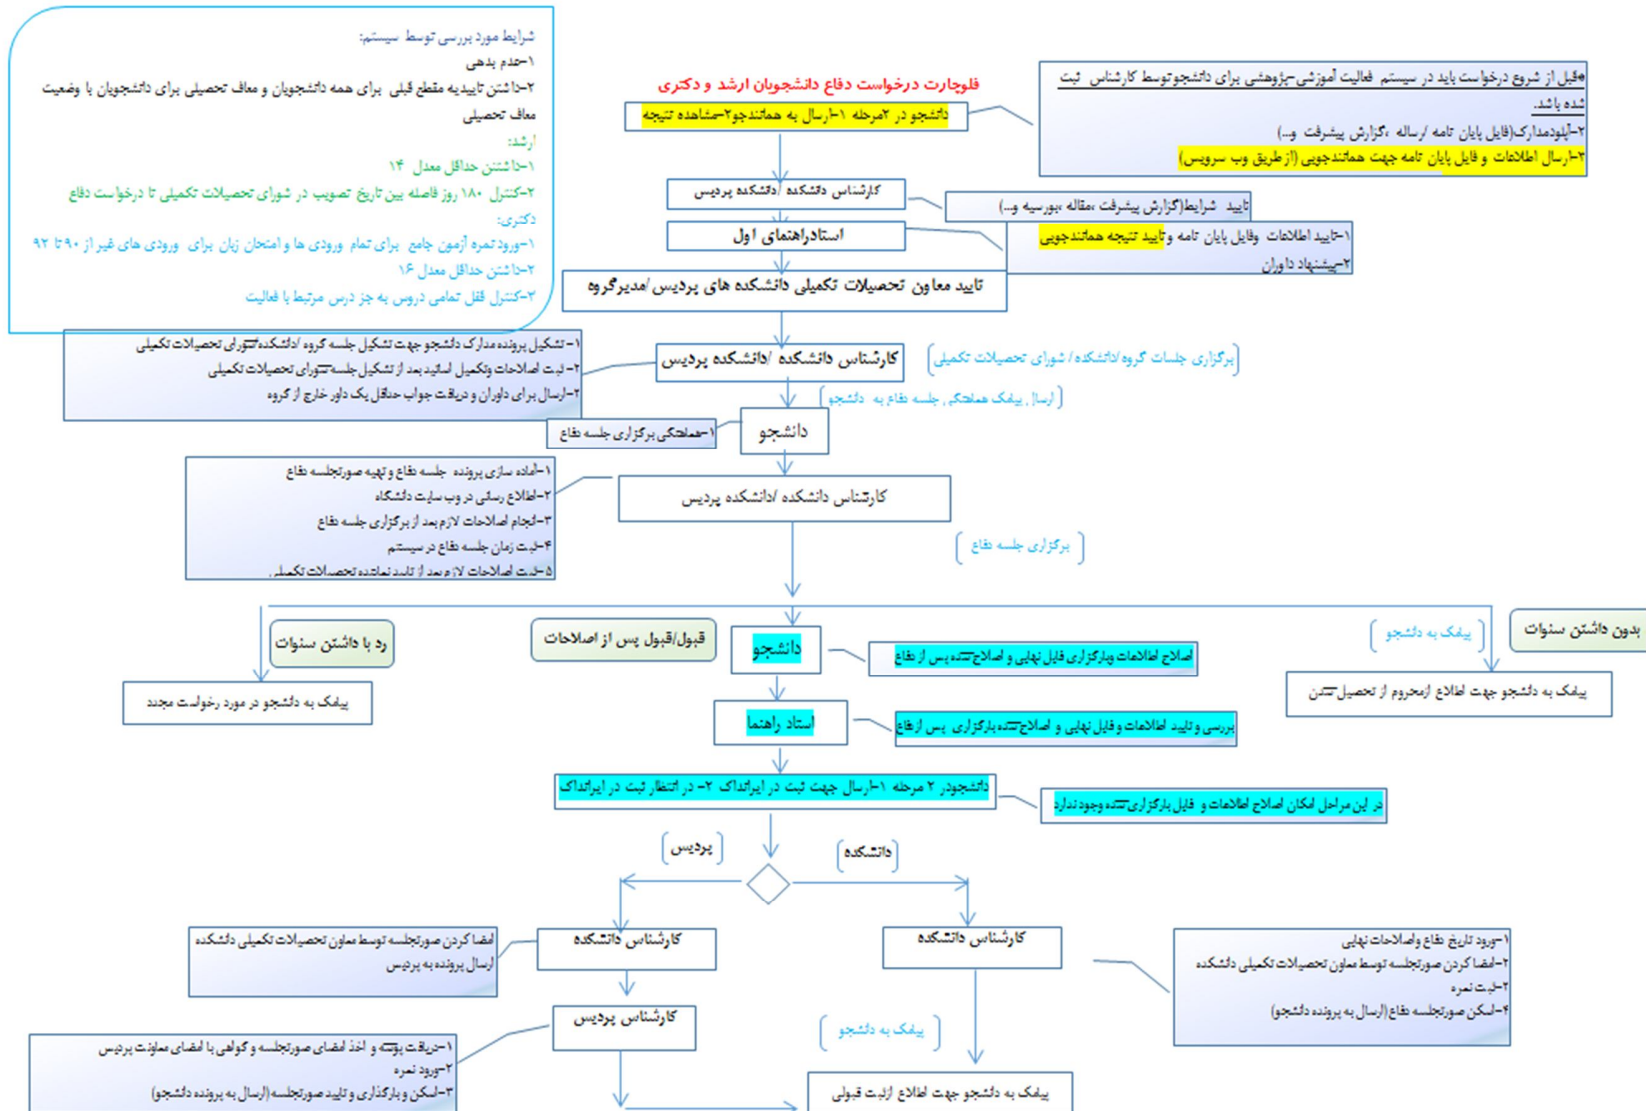 شرایط مورد بررسی توسط سیستم:
۱-عدم بدهی
۲-داشتن تاییدیه مقطع قبلی برای همه دانشجویان و معاف تحصیلی برای دانشجویان با وضعیت
معاف تحصیلی
ارشد:
۱-داشتنن حداقل معدل ۱۴
۲-کنترل ۱۸۰ روز فاصله بین تاریخ تصویب در شورای تحصیلات تکمیلی تا درخواست دفاع
دکتری:
۱-ورود نمره آزمون جامع برای تمام ورودی ها و امتحان زبان برای ورودی های غیر از ۹۰ تا ۹۲
۲-داشتن حداقل معدل ۱۶
۳-کنترل قفل تمامی دروس به جز درس مرتبط با فعالیت
فلوچارت درخواست دفاع دانشجویان ارشد و دکتری
دانشجو در ۲مرحله ۱-ارسال به همانندجو۲-مشاهده نتیجه
*قبل از شروع درخواست باید در سیستم فعالیت آموزشی-پژوهشی برای دانشجو توسط کارشناس ثبت
شده باشد.
۲-آپلودمدارک(فایل پایان نامه /رساله ،گزارش پیشرفت و...)
۳-ارسال اطلاعات و فایل پایان نامه جهت همانندجویی (از طریق وب سرویس)
کارشناس دانشکده /دانشکده پردیس
تایید شرایط(گزارش پیشرفت ،مقاله ،بورسیه و...)
استادراهنمای اول
۱-تایید اطلاعات وفایل پایان نامه و تایید نتیجه همانندجویی
۲-پیشنهاد داوران
تایید معاون تحصیلات تکمیلی دانشکده های پردیس/مدیرگروه
کارشناس دانشکده /دانشکده پردیس
(برگزاری جلسات گروه/دانشکده/ شورای تحصیلات تکمیلی)
۱- تشکیل پرونده مدارک دانشجو جهت تشکیل جلسه گروه /دانشکده/شورای تحصیلات تکمیلی
۲- ثبت اصلاحات وتکمیل اساتید بعد از تشکیل جلسه شورای تحصیلات تکمیلی
۲-ارسال برای داوران و دریافت جواب حداقل یک داور خارج از گروه
(ارسال پیامک هماهنگی جلسه دفاع به دانشجو)
دانشجو
۱-هماهنگی برگزاری جلسه دفاع
کارشناس دانشکده /دانشکده پردیس
۱-آماده سازی پرونده جلسه دفاع و تهیه صورتجلسه دفاع
۲-اطلاع رسانی در وب سایت دانشگاه
۳-انجام اصلاحات لازم بعد از برگزاری جلسه دفاع
۴-ثبت زمان جلسه دفاع در سیستم
۵-ثبت اصلاحات لازم بعد از تایید نماینده تحصیلات تکمیلی
(برگزاری جلسه دفاع)
بدون داشتن سنوات
(پیامک به دانشجو)
پیامک به دانشجو جهت اطلاع ازمحروم از تحصیل شدن
قبول/قبول پس از اصلاحات
رد با داشتن سنوات
پیامک به دانشجو در مورد رخواست مجدد
دانشجو
اصلاح اطلاعات وبارگزاری فایل نهایی و اصلاح شده پس از دفاع
استاد راهنما
بررسی و تایید اطلاعات و فایل نهایی و اصلاح شده بارگزاری پس از دفاع
دانشجودر ۲ مرحله ۱-ارسال جهت ثبت در ایرانداک ۲- در انتظار ثبت در ایرانداک
در این مراحل امکان اصلاح اطلاعات و فایل بارگزاری شده وجود ندارد
(دانشکده)
(پردیس)
کارشناس دانشکده
۱-ورود تاریخ دفاع واصلاحات نهایی
۲-امضا کردن صورتجلسه توسط معاون تحصیلات تکمیلی دانشکده
۳-ثبت نمره
۴-اسکن صورتجلسه دفاع(ارسال به پرونده دانشجو)
کارشناس دانشکده
امضا کردن صورتجلسه توسط معاون تحصیلات تکمیلی دانشکده
ارسال پرونده به پردیس
کارشناس پردیس
۱-دریافت پوشه و اخذ امضای صورتجلسه و گواهی با امضای معاونت پردیس
۲-ورود نمره
۳-اسکن و بارگذاری و تایید صورتجلسه(ارسال به پرونده دانشجو)
(پیامک به دانشجو)
پیامک به دانشجو جهت اطلاع ازثبت قبولی